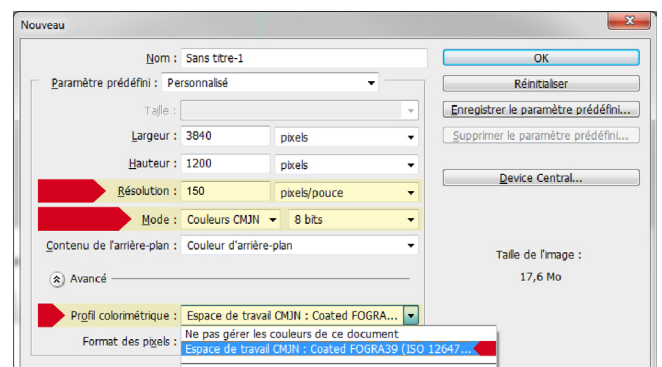 Nouveau
Nom : Sans titre-1
OK
Paramètre prédéfini : Personnalisé
Réinitialiser
Taille :
Enregistrer le paramètre prédéfini...
Largeur : 3840 pixels
Supprimer le paramètre prédéfini...
Hauteur : 1200 pixels
Résolution : 150 pixels/pouce
Device Central...
Mode : Couleurs CMJN 8 bits
Contenu de l'arrière-plan : Couleur d'arrière-plan
Taille de l'image :
Avancé
17,6 Mo
Profil colorimétrique : Espace de travail CMJN : Coated FOGRA...
Ne pas gérer les couleurs de ce document
Format des pixels :
Espace de travail CMJN : Coated FOGRA39 (ISO 12647...